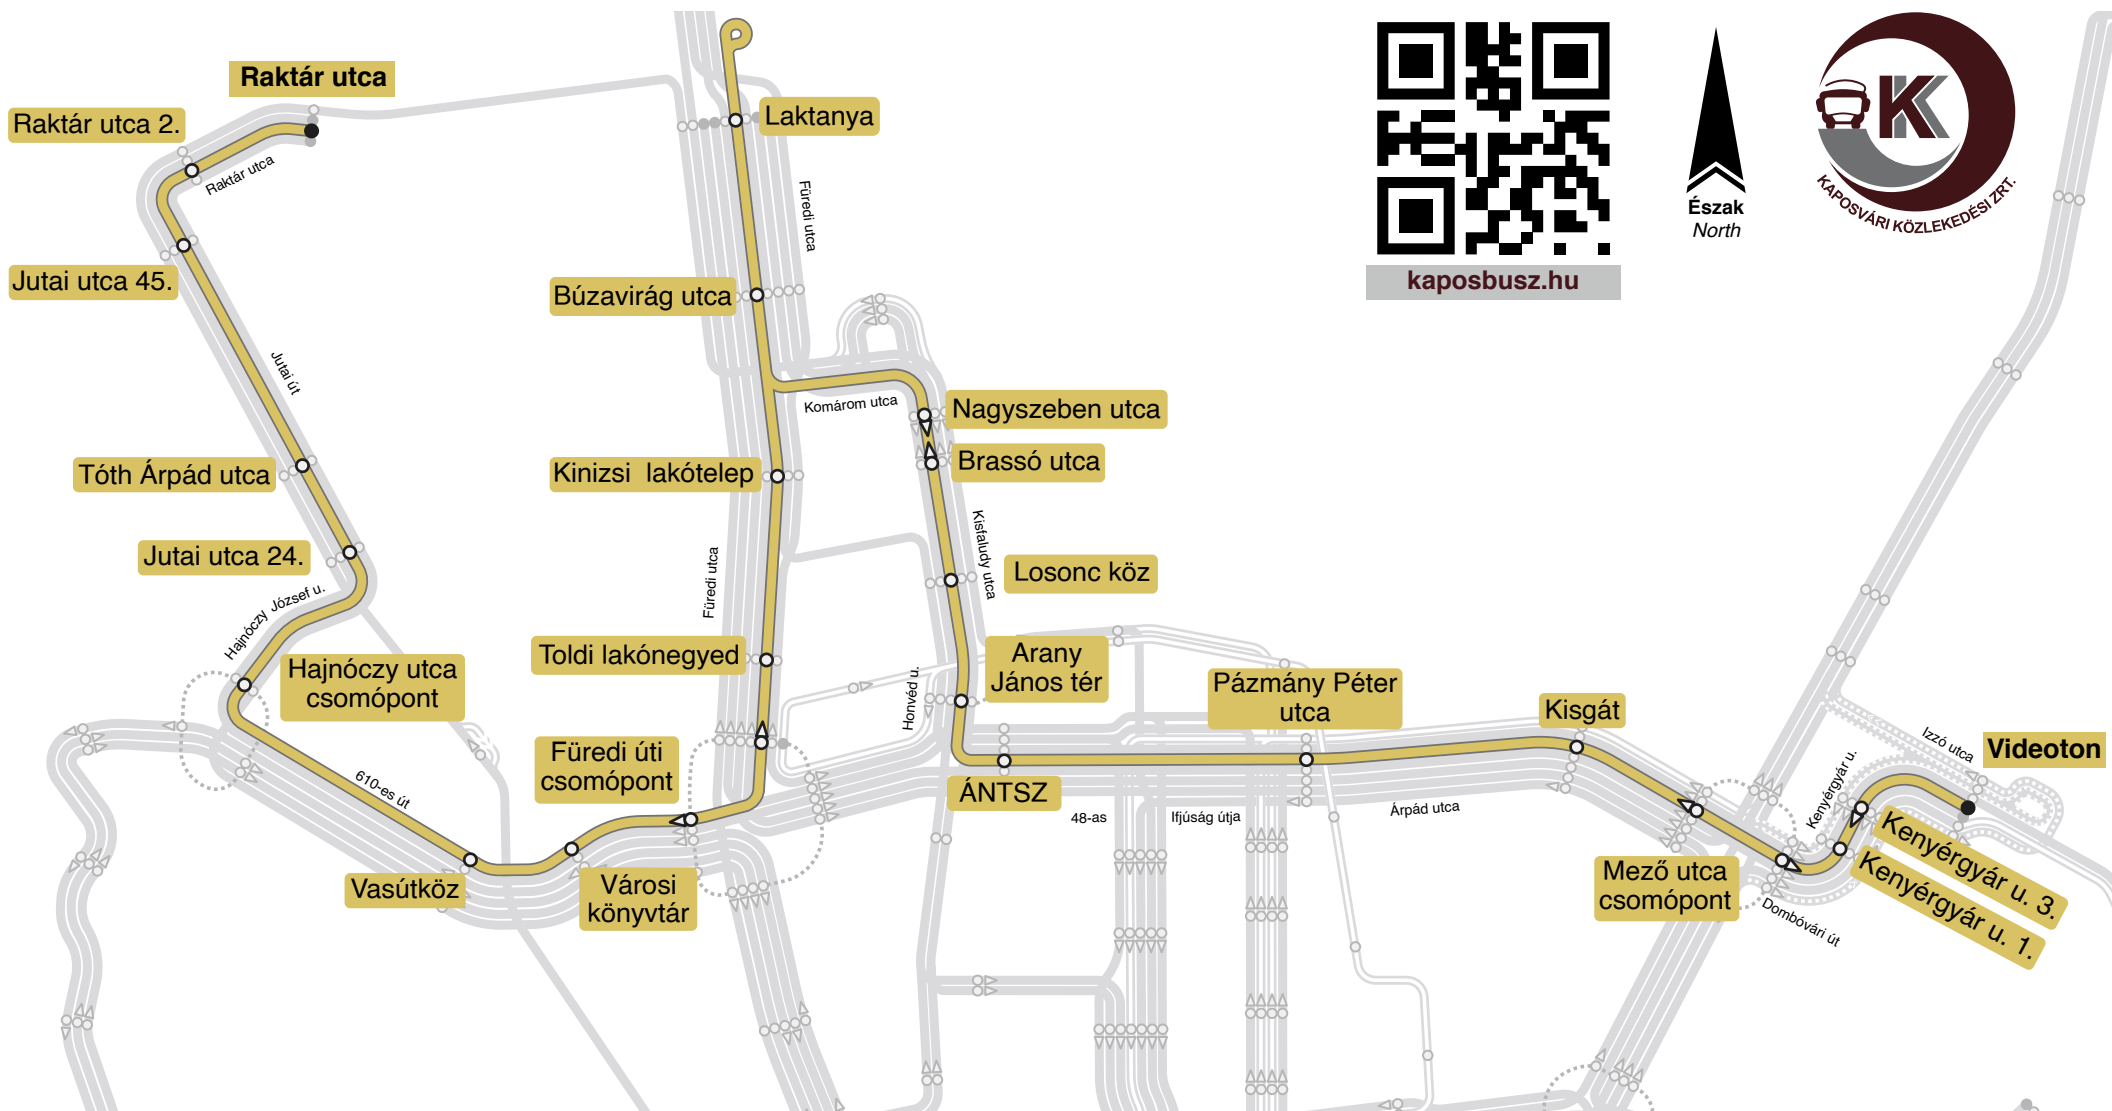 Raktár utca
Raktár utca 2.
Raktár utca
Jutai utca 45.
Jutai út
Tóth Árpád utca
Jutai utca 24.
Hajnóczy József u.
Hajnóczy utca
csomópont
610-es út
Vasútköz
Városi
könyvtár
Füredi úti
csomópont
Toldi lakónegyed
Füredi utca
Kinizsi lakótelep
Búzavirág utca
Laktanya
Füredi utca
Komárom utca
Nagyszeben utca
Brassó utca
Kisfaludy utca
Losonc köz
Arany
János tér
Honvéd u.
ÁNTSZ
48-as
Ifjúság útja
Pázmány Péter
utca
Árpád utca
Kisgát
Mező utca
csomópont
Dombóvári út
Kenyérgyár u.
Kenyérgyár u. 3.
Kenyérgyár u. 1.
Izzó utca
Videoton
kaposbusz.hu
Észak
North
KK
KAPOSVÁRI KÖZLEKEDÉSI ZRT.